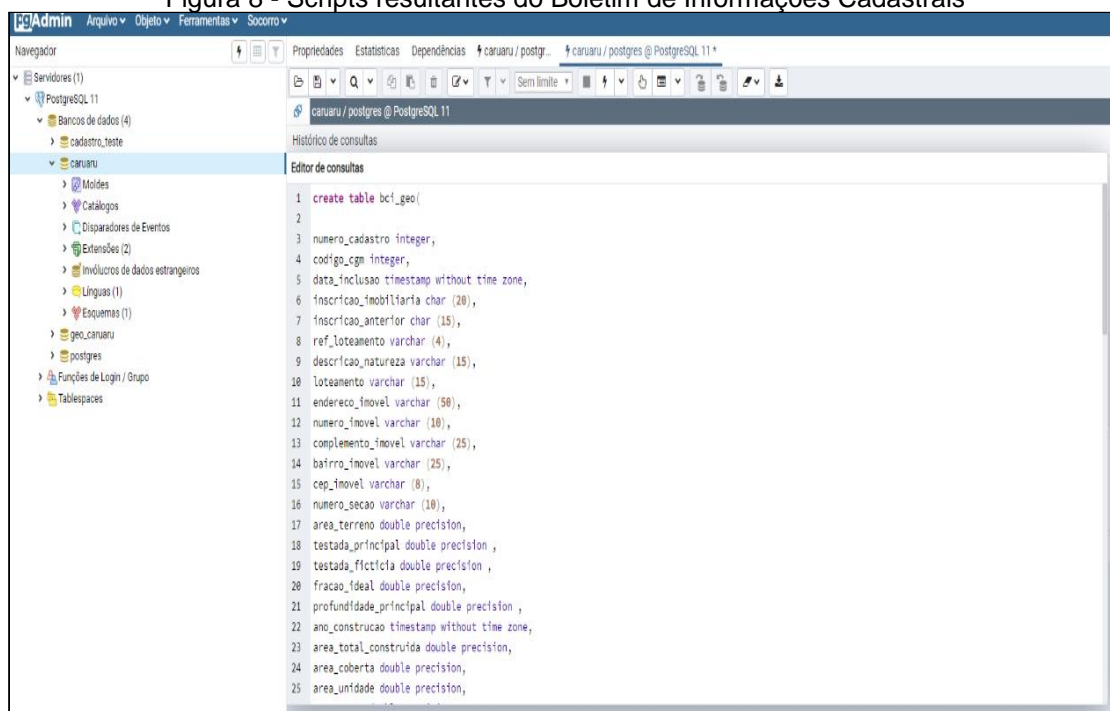 Figura 8 - Scripts resultantes do Boletim de Informações Cadastrais
PgAdmin Arquivo Objeto Ferramentas Socorro
Navegador
Propriedades Estatísticas Dependências caruaru / postgr... caruaru / postgres @ PostgreSQL 11 *
Servidores (1)
PostgreSQL 11
Bancos de dados (4)
cadastro_teste
caruaru
Moldes
Catálogos
Disparadores de Eventos
Extensões (2)
Invólucros de dados estrangeiros
Línguas (1)
Esquemas (1)
geo_caruaru
postgres
Funções de Login / Grupo
Tablespaces
Sem limite
caruaru / postgres @ PostgreSQL 11
Histórico de consultas
Editor de consultas
1 create table bci_geo(
2
3 numero_cadastro integer,
4 codigo_cgm integer,
5 data_inclusao timestamp without time zone,
6 inscricao_imobiliaria char (20),
7 inscricao_anterior char (15),
8 ref_loteamento varchar (4),
9 descricao_natureza varchar (15),
10 loteamento varchar (15),
11 endereco_imovel varchar (50),
12 numero_imovel varchar (10),
13 complemento_imovel varchar (25),
14 bairro_imovel varchar (25),
15 cep_imovel varchar (8),
16 numero_secao varchar (10),
17 area_terreno double precision,
18 testada_principal double precision ,
19 testada_ficticia double precision ,
20 fracao_ideal double precision,
21 profundidade_principal double precision ,
22 ano_construcao timestamp without time zone,
23 area_total_construida double precision,
24 area_coberta double precision,
25 area_unidade double precision,